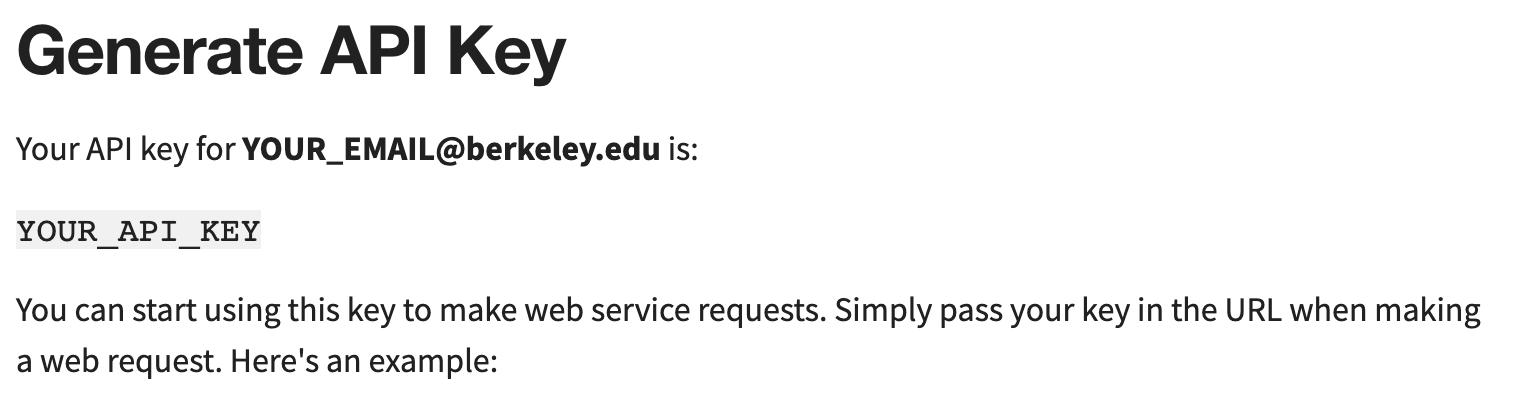 Generate API Key
Your API key for YOUR_EMAIL@berkeley.edu is:
YOUR_API_KEY
You can start using this key to make web service requests. Simply pass your key in the URL when making
a web request. Here's an example: